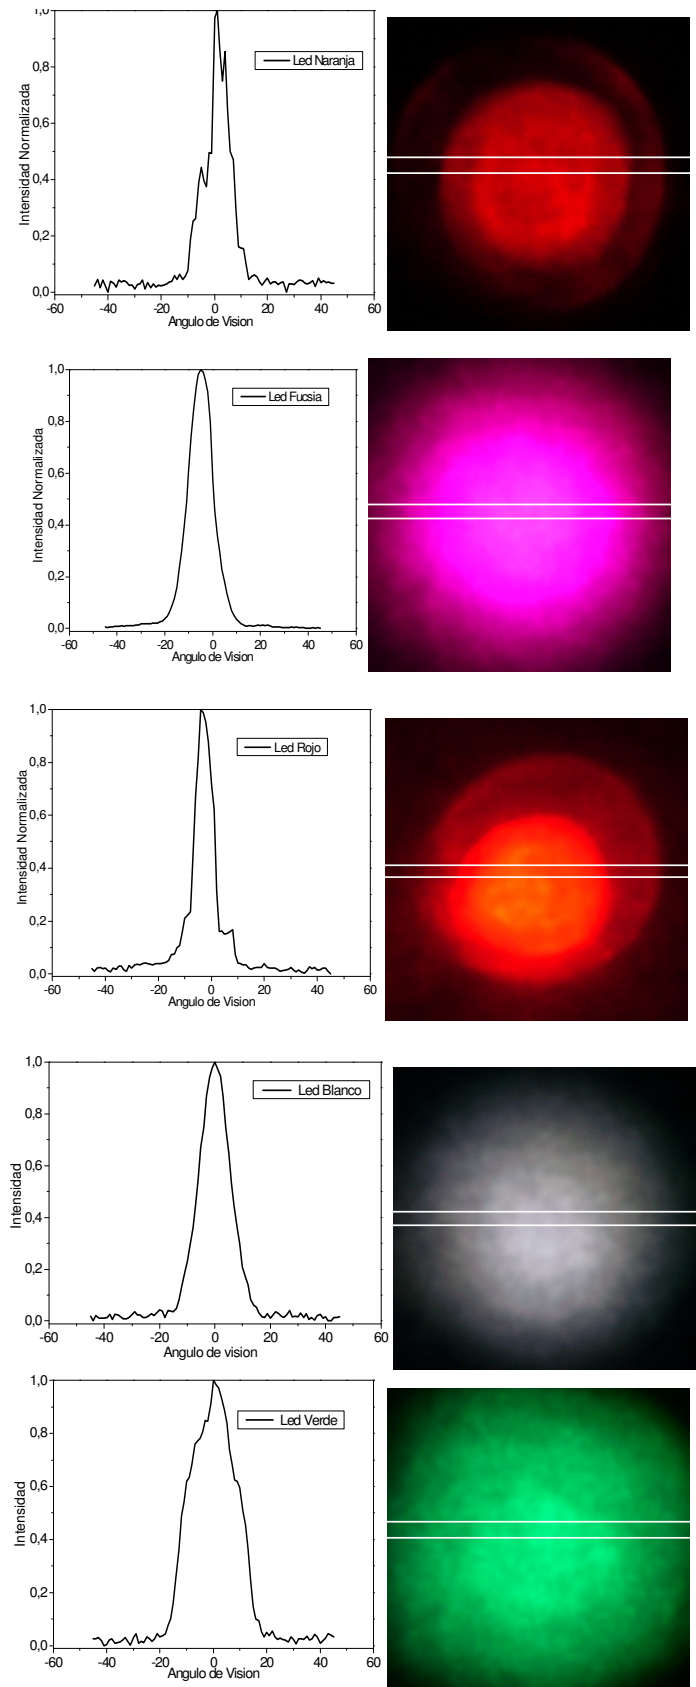 1,0
0,8
0,6
0,4
0,2
0,0
Intensidad Normalizada
Led Naranja
-60 -40 -20 0 20 40 60
Angulo de Vision
1,0
0,8
0,6
0,4
0,2
0,0
Intensidad Normalizada
Led Fucsia
-60 -40 -20 0 20 40 60
Angulo de Vision
1,0
0,8
0,6
0,4
0,2
0,0
Intensidad Normalizada
Led Rojo
-60 -40 -20 0 20 40 60
Angulo de Vision
1,0
0,8
0,6
0,4
0,2
0,0
Intensidad
Led Blanco
-60 -40 -20 0 20 40 60
Angulo de vision
1,0
0,8
0,6
0,4
0,2
0,0
Intensidad
Led Verde
-60 -40 -20 0 20 40 60
Angulo de Vision